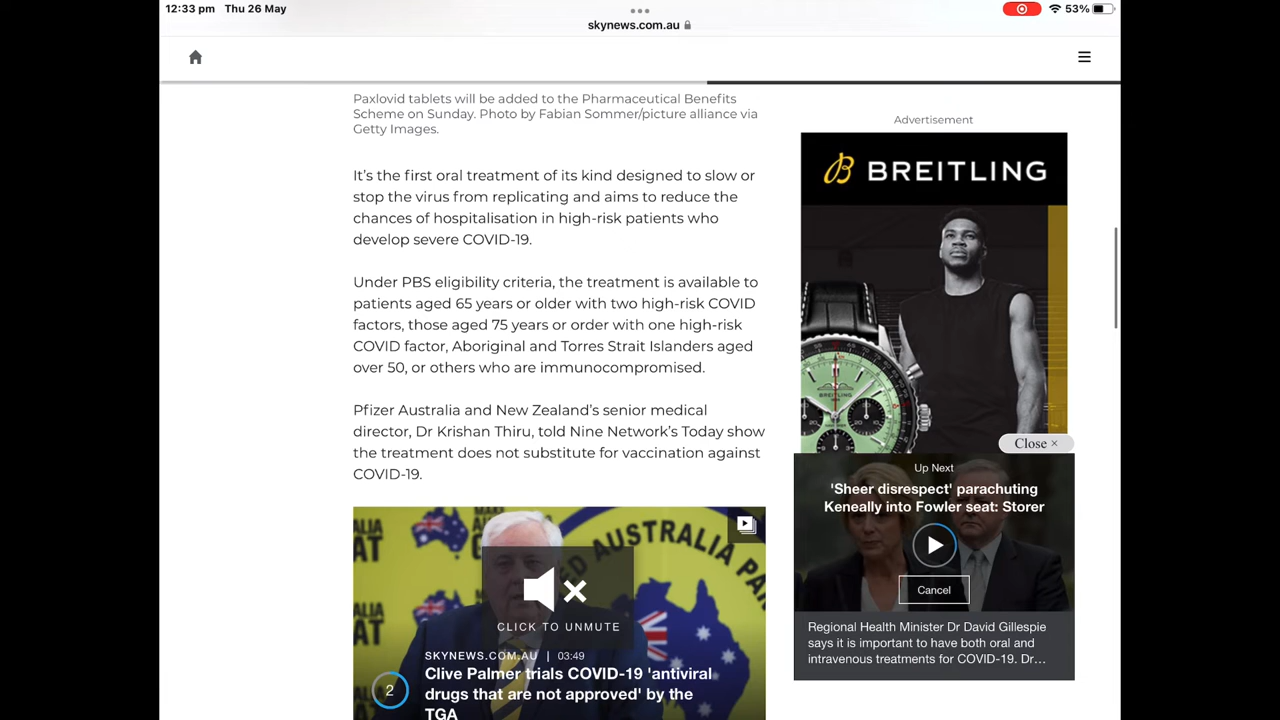 12:33 pm Thu 26 May
skynews.com.au
53%
Paxlovid tablets will be added to the Pharmaceutical Benefits
Scheme on Sunday. Photo by Fabian Sommer/picture alliance via
Getty Images.
It's the first oral treatment of its kind designed to slow or
stop the virus from replicating and aims to reduce the
chances of hospitalisation in high-risk patients who
develop severe COVID-19.
Under PBS eligibility criteria, the treatment is available to
patients aged 65 years or older with two high-risk COVID
factors, those aged 75 years or order with one high-risk
COVID factor, Aboriginal and Torres Strait Islanders aged
over 50, or others who are immunocompromised.
Pfizer Australia and New Zealand's senior medical
director, Dr Krishan Thiru, told Nine Network's Today show
the treatment does not substitute for vaccination against
COVID-19.
CLICK TO UNMUTE
SKYNEWS.COM.AU | 03:49
2
Clive Palmer trials COVID-19 'antiviral
drugs that are not approved' by the
TGA
AUSTRALIA
Advertisement
B BREITLING
BREITLING
Close ×
Up Next
'Sheer disrespect' parachuting
Keneally into Fowler seat: Storer
Cancel
Regional Health Minister Dr David Gillespie
says it is important to have both oral and
intravenous treatments for COVID-19. Dr…